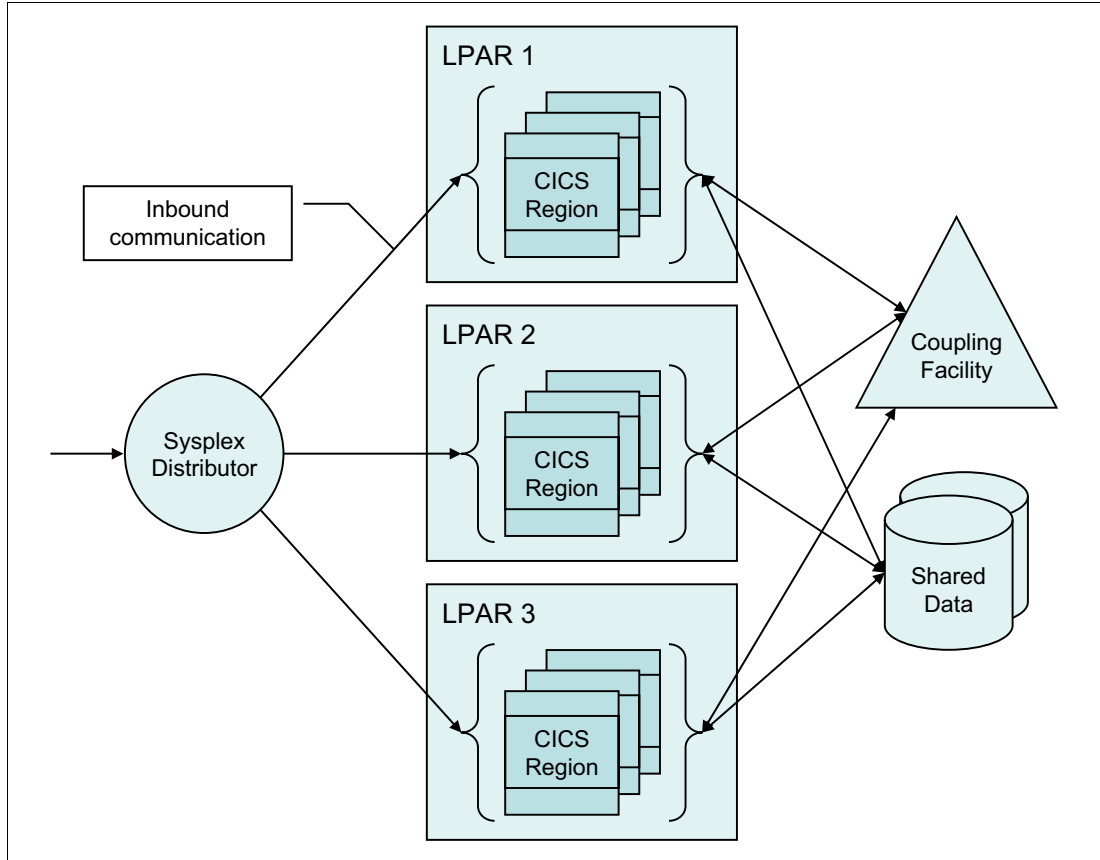 LPAR 1
CICS
Region
Inbound
communication
LPAR 2
CICS
Region
Coupling
Facility
Sysplex
Distributor
Shared
Data
LPAR 3
CICS
Region